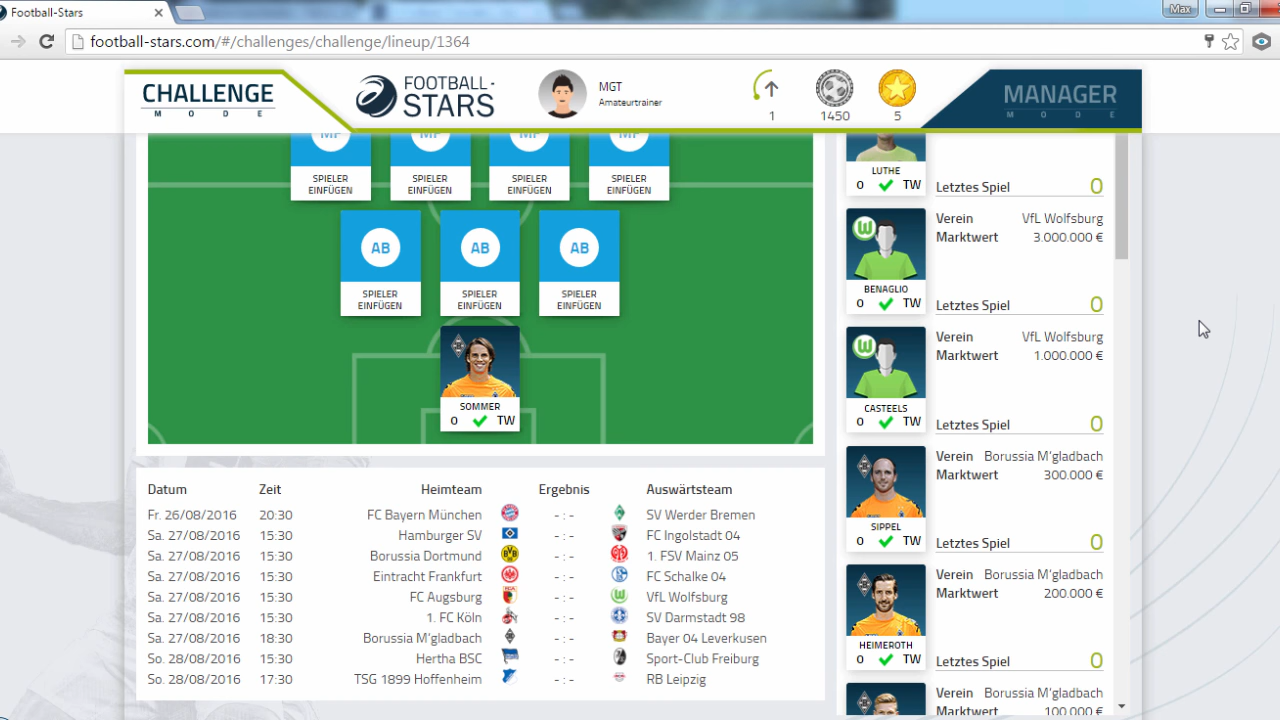 Football-Stars
Max
football-stars.com/#/challenges/challenge/lineup/1364
CHALLENGE
MODE
FOOTBALL-
STARS
MGT
Amateurtrainer
1
1450
5
MANAGER
MODE
MF MF MF MF
SPIELER EINFÜGEN
SPIELER EINFÜGEN
SPIELER EINFÜGEN
SPIELER EINFÜGEN
AB
SPIELER EINFÜGEN
AB
SPIELER EINFÜGEN
AB
SPIELER EINFÜGEN
SOMMER
0 TW
Datum Zeit Heimteam Ergebnis Auswärtsteam
Fr. 26/08/2016 20:30 FC Bayern München - : - SV Werder Bremen
Sa. 27/08/2016 15:30 Hamburger SV - : - FC Ingolstadt 04
Sa. 27/08/2016 15:30 Borussia Dortmund - : - 1. FSV Mainz 05
Sa. 27/08/2016 15:30 Eintracht Frankfurt - : - FC Schalke 04
Sa. 27/08/2016 15:30 FC Augsburg - : - VfL Wolfsburg
Sa. 27/08/2016 15:30 1. FC Köln - : - SV Darmstadt 98
Sa. 27/08/2016 18:30 Borussia M'gladbach - : - Bayer 04 Leverkusen
So. 28/08/2016 15:30 Hertha BSC - : - Sport-Club Freiburg
So. 28/08/2016 17:30 TSG 1899 Hoffenheim - : - RB Leipzig
LUTHE
0 TW
Letztes Spiel 0
Verein VfL Wolfsburg
Marktwert 3.000.000 €
BENAGLIO
0 TW
Letztes Spiel 0
Verein VfL Wolfsburg
Marktwert 1.000.000 €
CASTEELS
0 TW
Letztes Spiel 0
Verein Borussia M'gladbach
Marktwert 300.000 €
SIPPEL
0 TW
Letztes Spiel 0
Verein Borussia M'gladbach
Marktwert 200.000 €
HEIMEROTH
0 TW
Letztes Spiel 0
Verein Borussia M'gladbach
Marktwert 100.000 €